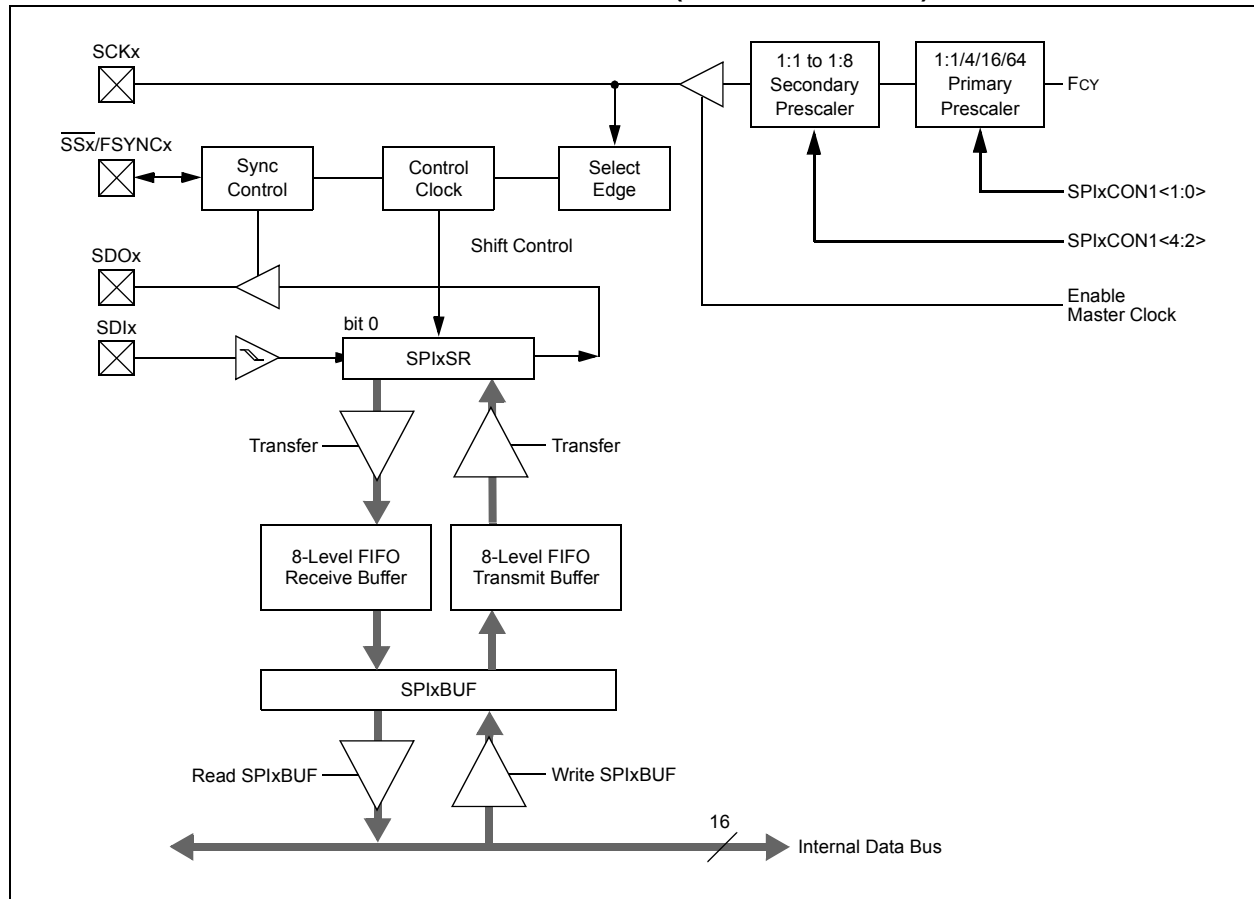 SCKx
1:1 to 1:8
Secondary
Prescaler
1:1/4/16/64
Primary
Prescaler
FCY
SSx/FSYNCx
Sync
Control
Control
Clock
Select
Edge
SPIxCON1<1:0>
SPIxCON1<4:2>
Shift Control
SDOx
Enable
Master Clock
SDIx
bit 0
SPIxSR
Transfer
Transfer
8-Level FIFO
Receive Buffer
8-Level FIFO
Transmit Buffer
SPIxBUF
Read SPIxBUF
Write SPIxBUF
16
Internal Data Bus